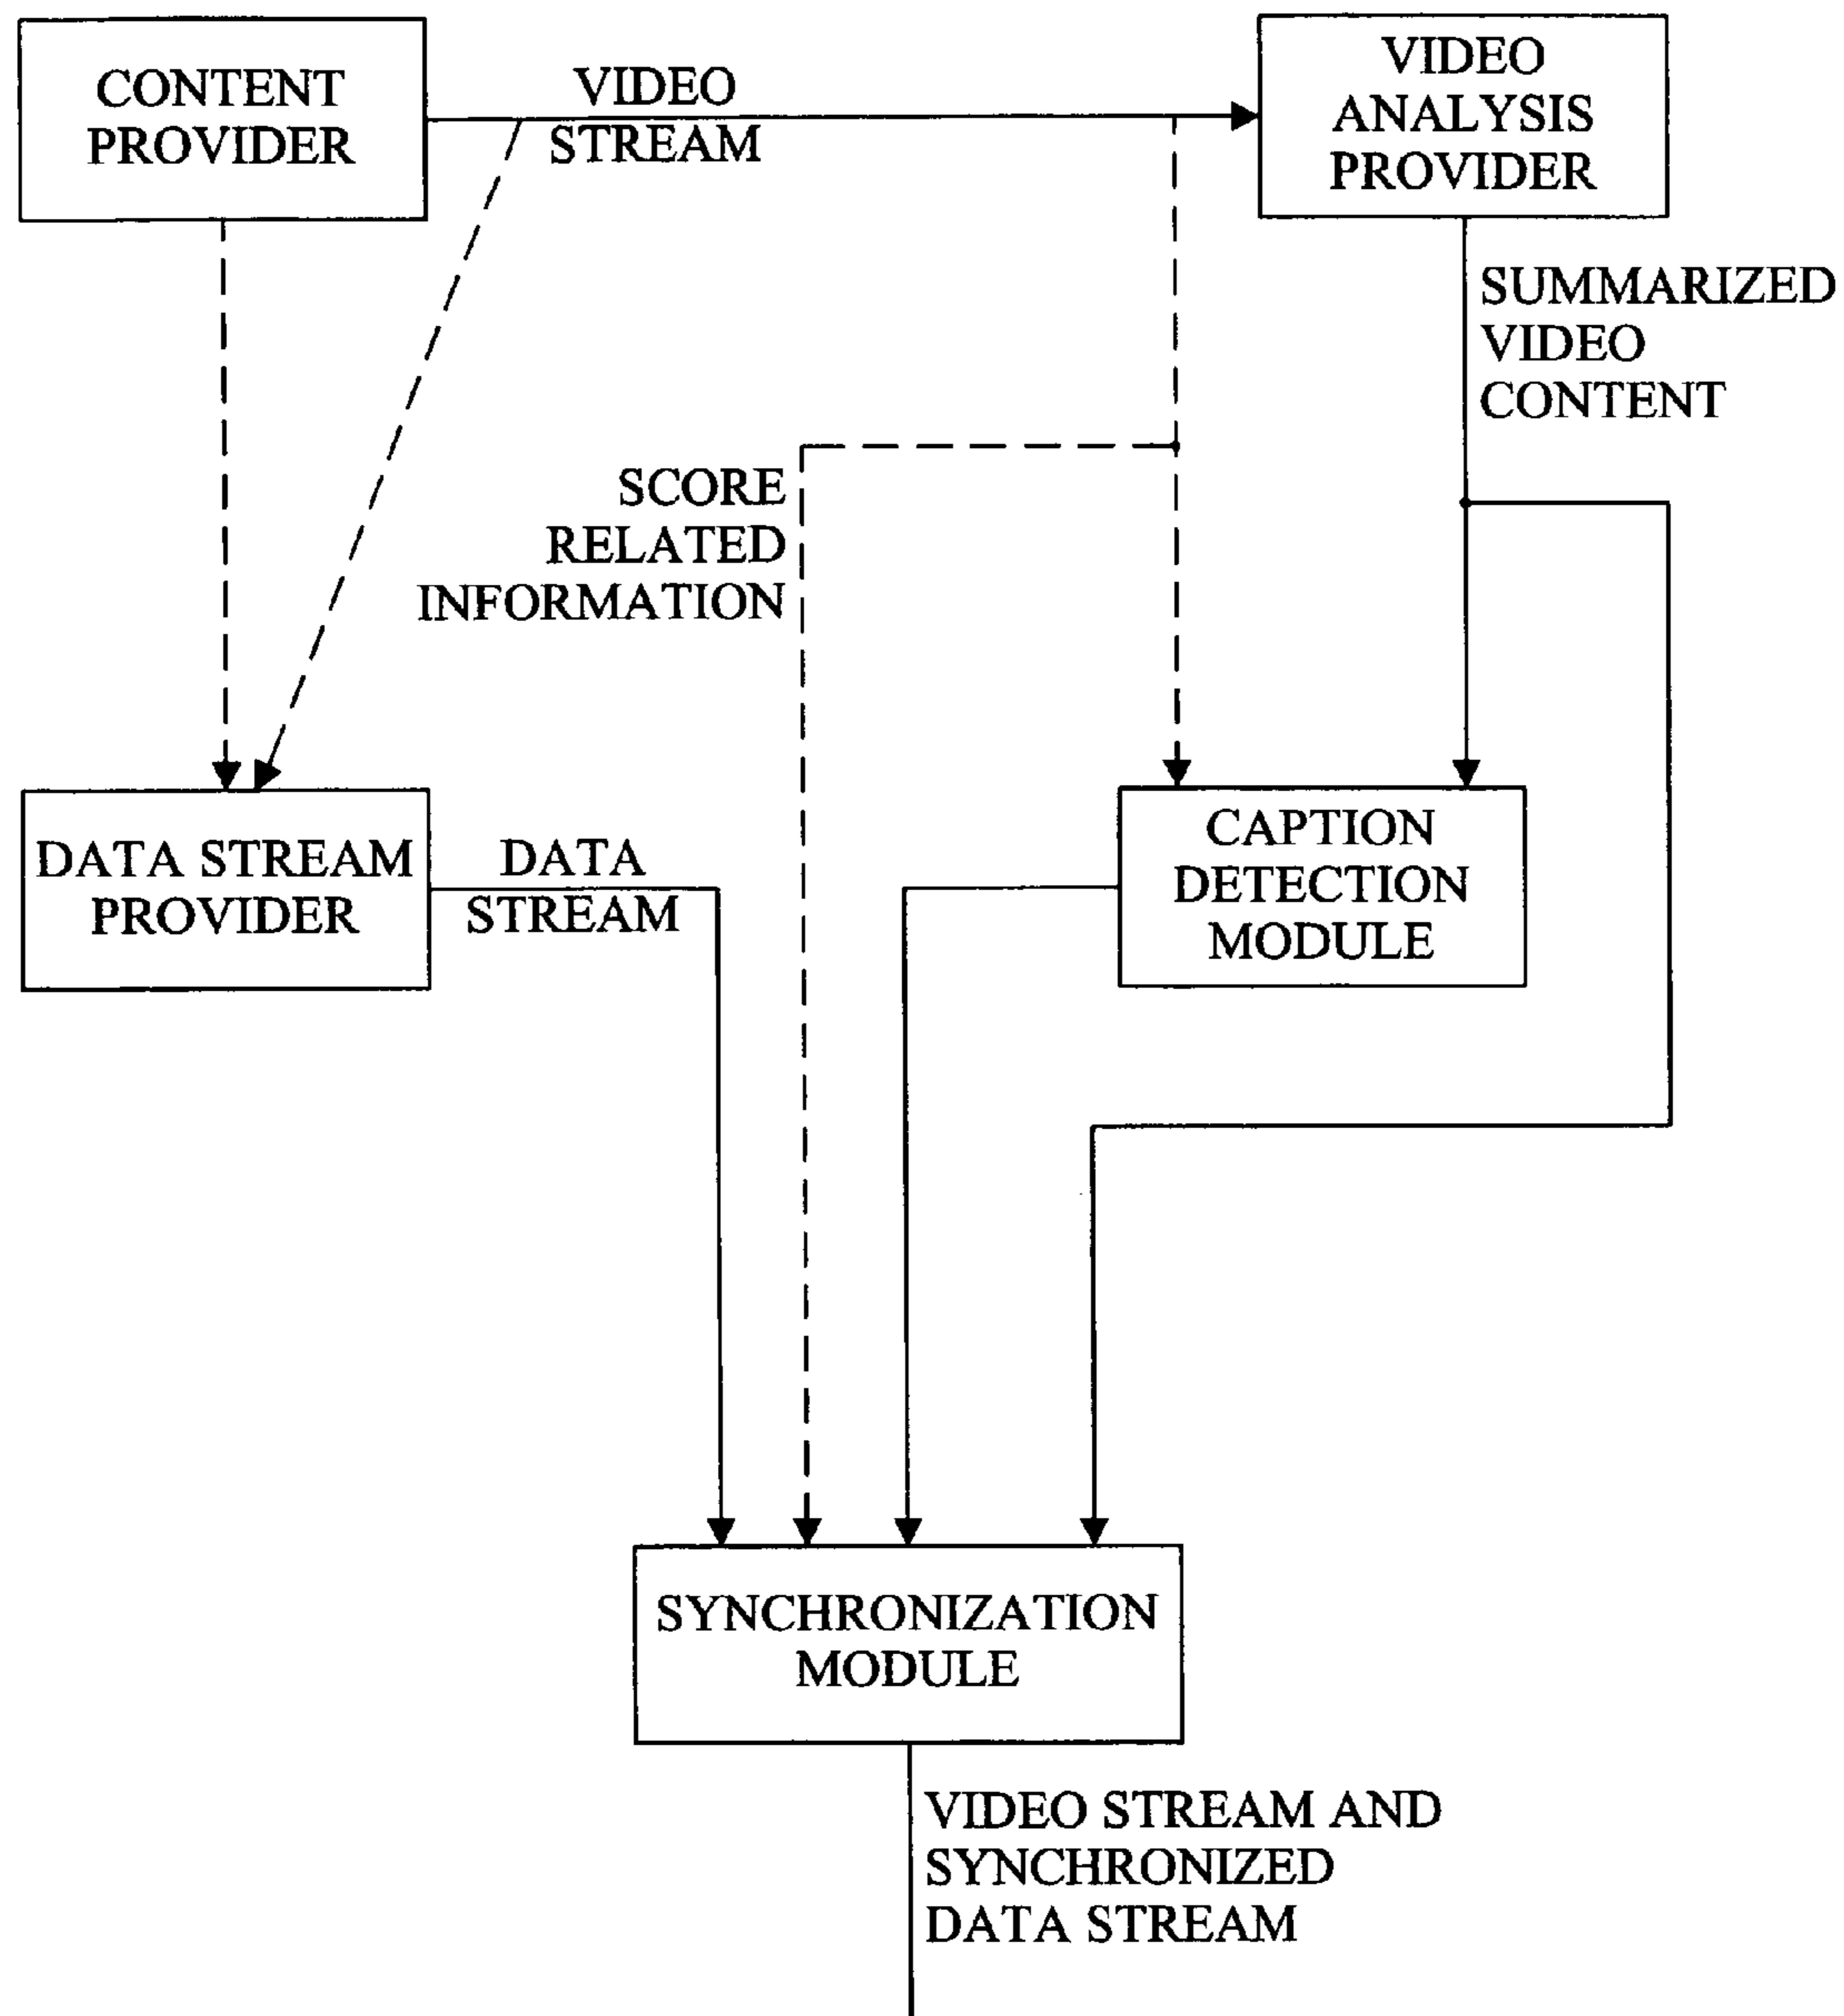 CONTENT
PROVIDER
VIDEO
STREAM
VIDEO
ANALYSIS
PROVIDER
SUMMARIZED
VIDEO
CONTENT
SCORE
RELATED
INFORMATION
DATA STREAM
PROVIDER
DATA
STREAM
CAPTION
DETECTION
MODULE
SYNCHRONIZATION
MODULE
VIDEO STREAM AND
SYNCHRONIZED
DATA STREAM